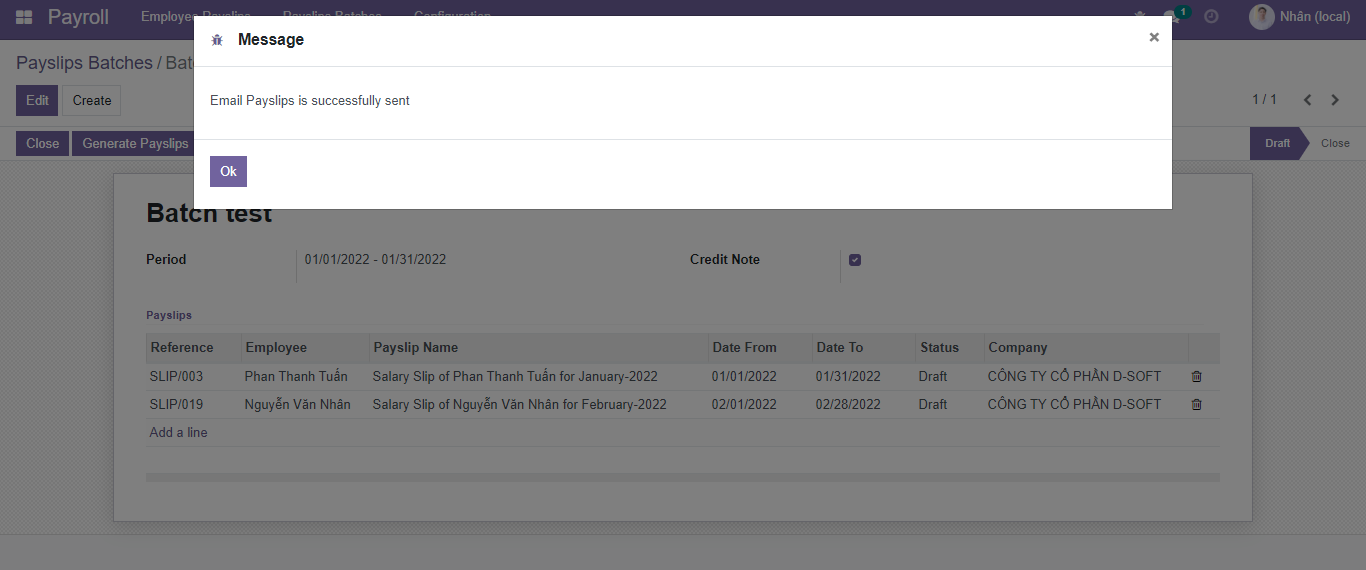 Payroll Employee Payslips Payslips Batches Configuration 1 Nhân (local)
Message ×
Payslips Batches /
Email Payslips is successfully sent
Edit Create 1 / 1
Close Generate Payslips Draft Close
Ok
Batch test
Period 01/01/2022 - 01/31/2022 Credit Note
Payslips
Reference Employee Payslip Name Date From Date To Status Company
SLIP/003 Phan Thanh Tuấn Salary Slip of Phan Thanh Tuấn for January-2022 01/01/2022 01/31/2022 Draft CÔNG TY CỔ PHẦN D-SOFT
SLIP/019 Nguyễn Văn Nhân Salary Slip of Nguyễn Văn Nhân for February-2022 02/01/2022 02/28/2022 Draft CÔNG TY CỔ PHẦN D-SOFT
Add a line